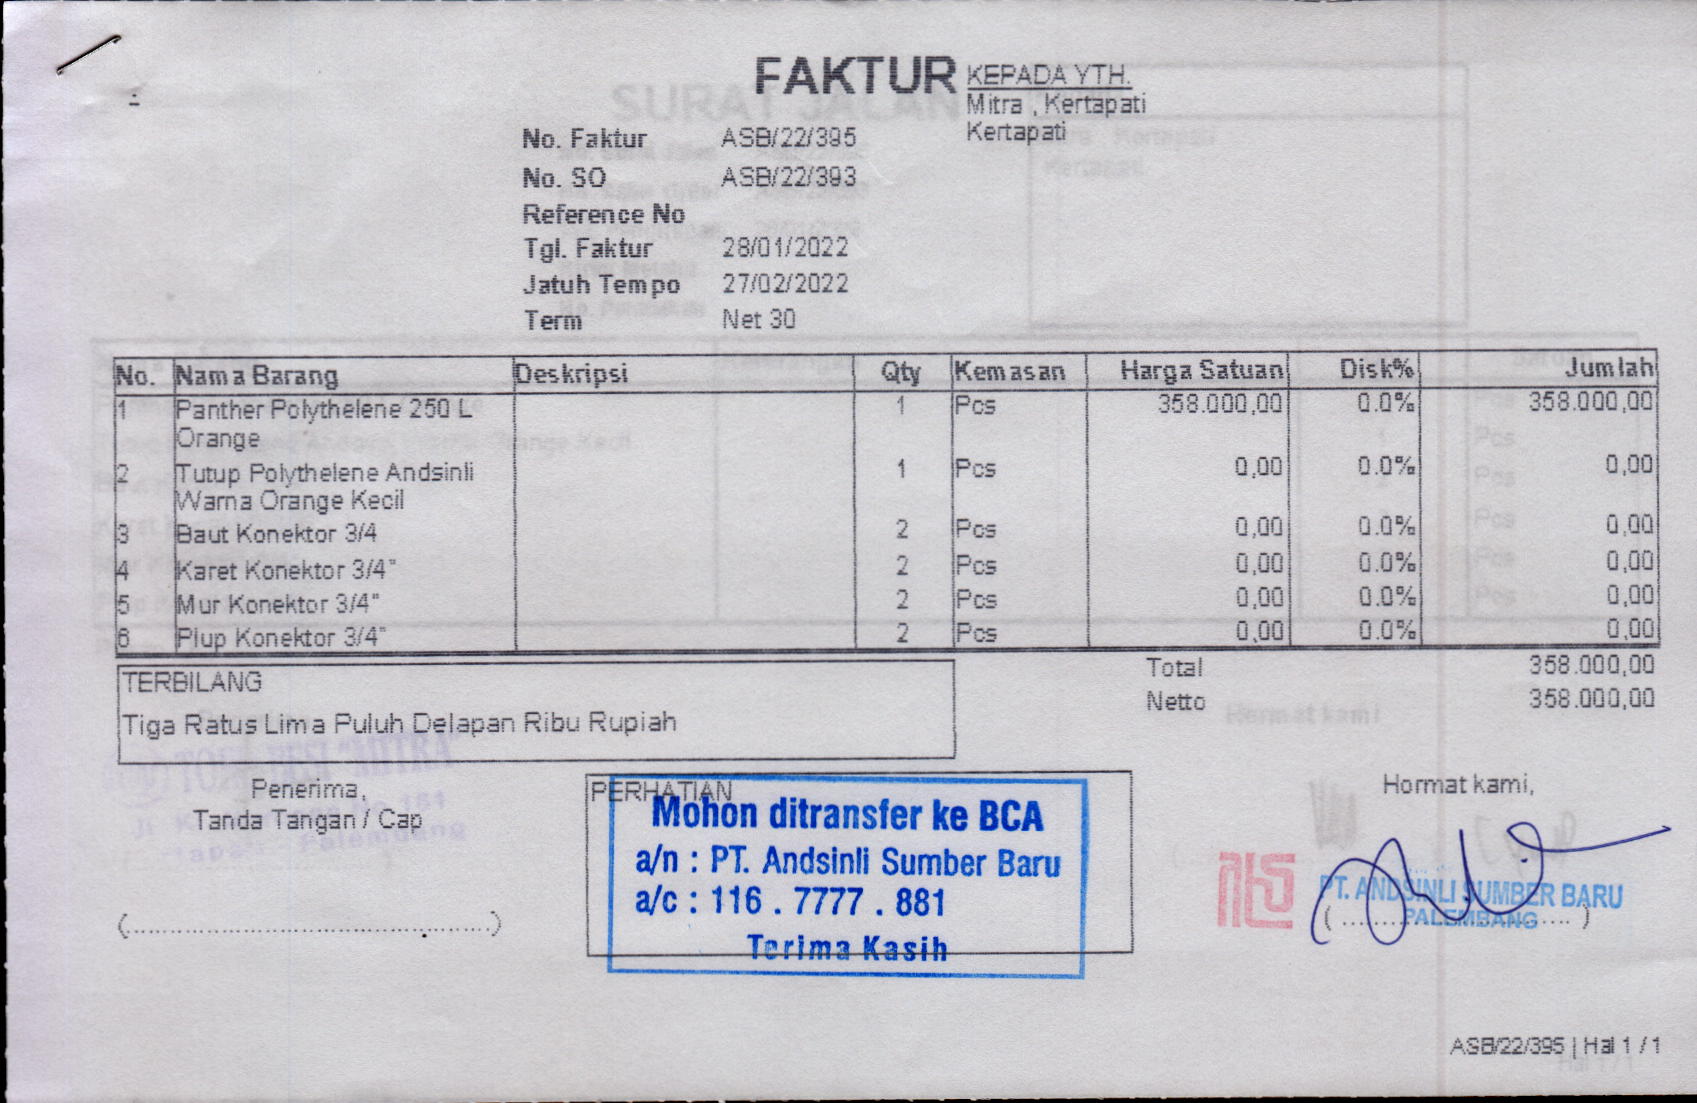 FAKTUR
KEPADA YTH.
Mitra , Kertapati
Kertapati
No. Faktur ASB/22/395
No. SO ASB/22/393
Reference No
Tgl. Faktur 28/01/2022
Jatuh Tempo 27/02/2022
Term Net 30
No. Nama Barang Deskripsi Qty Kemasan Harga Satuan Disk% Jumlah
1 Panther Polythelene 250 L 1 Pcs 358.000,00 0.0% 358.000,00
Orange
2 Tutup Polythelene Andsinli 1 Pcs 0,00 0.0% 0,00
Warna Orange Kecil
3 Baut Konektor 3/4 2 Pcs 0,00 0.0% 0,00
4 Karet Konektor 3/4" 2 Pcs 0,00 0.0% 0,00
5 Mur Konektor 3/4" 2 Pcs 0,00 0.0% 0,00
6 Plup Konektor 3/4" 2 Pcs 0,00 0.0% 0,00
Total 358.000,00
Netto 358.000,00
TERBILANG
Tiga Ratus Lima Puluh Delapan Ribu Rupiah
Penerima,
Tanda Tangan / Cap
(..........................................)
PERHATIAN
Mohon ditransfer ke BCA
a/n : PT. Andsinli Sumber Baru
a/c : 116 . 7777 . 881
Terima Kasih
Hormat kami,
PT. ANDSINLI SUMBER BARU
PALEMBANG
ASB/22/395 | Hal 1 / 1
SURAT JALAN